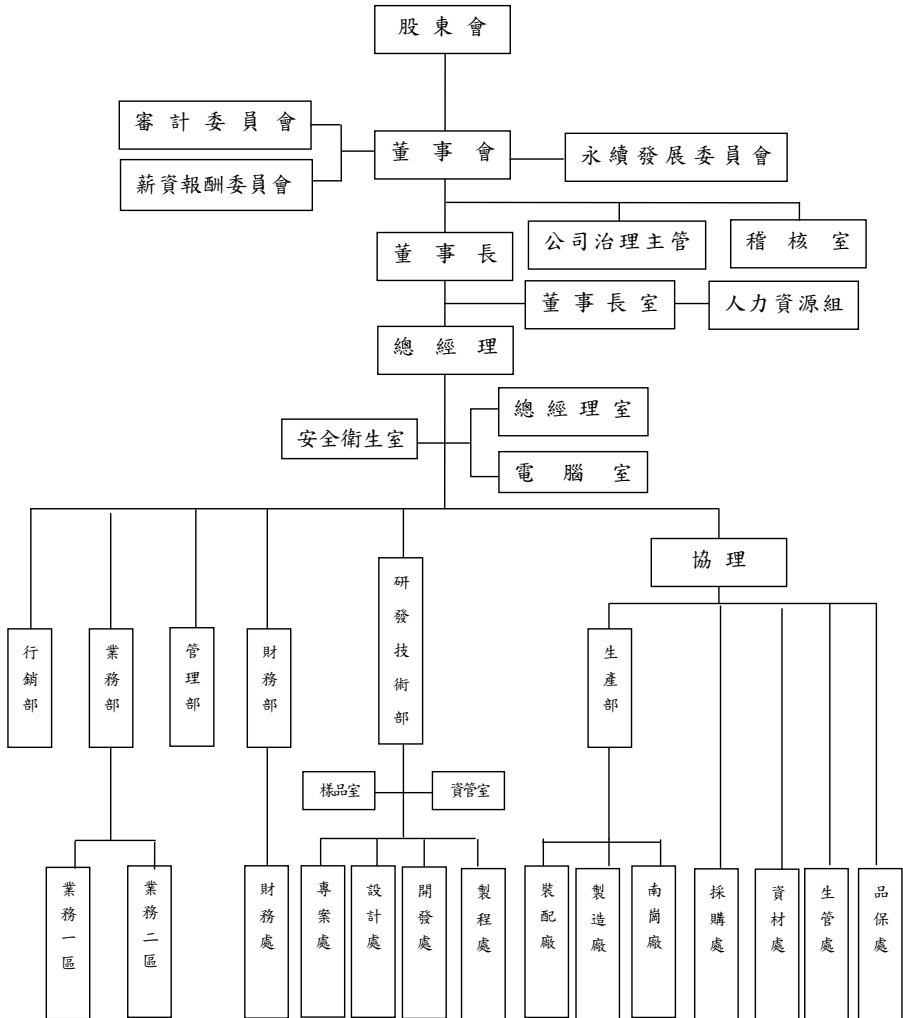 股東會
審計委員會
董事會
永續發展委員會
薪資報酬委員會
董事長
公司治理主管
稽核室
董事長室
人力資源組
總經理
總經理室
安全衛生室
電腦室
協理
研發技術部
行銷部
業務部
管理部
財務部
生產部
樣品室
資管室
業務一區
業務二區
財務處
專案處
設計處
開發處
製程處
裝配廠
製造廠
南崗廠
採購處
資材處
生管處
品保處